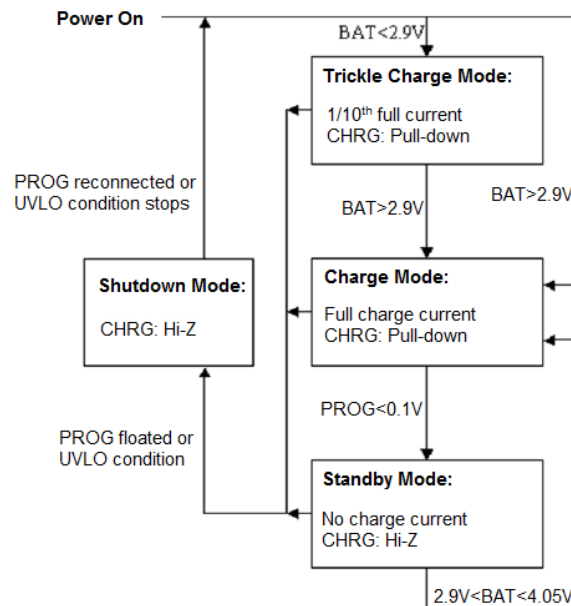 Power On
BAT<2.9V
Trickle Charge Mode:
1/10th full current
CHRG: Pull-down
PROG reconnected or
UVLO condition stops
BAT>2.9V
BAT>2.9V
Shutdown Mode:
CHRG: Hi-Z
Charge Mode:
Full charge current
CHRG: Pull-down
PROG<0.1V
PROG floated or
UVLO condition
Standby Mode:
No charge current
CHRG: Hi-Z
2.9V<BAT<4.05V